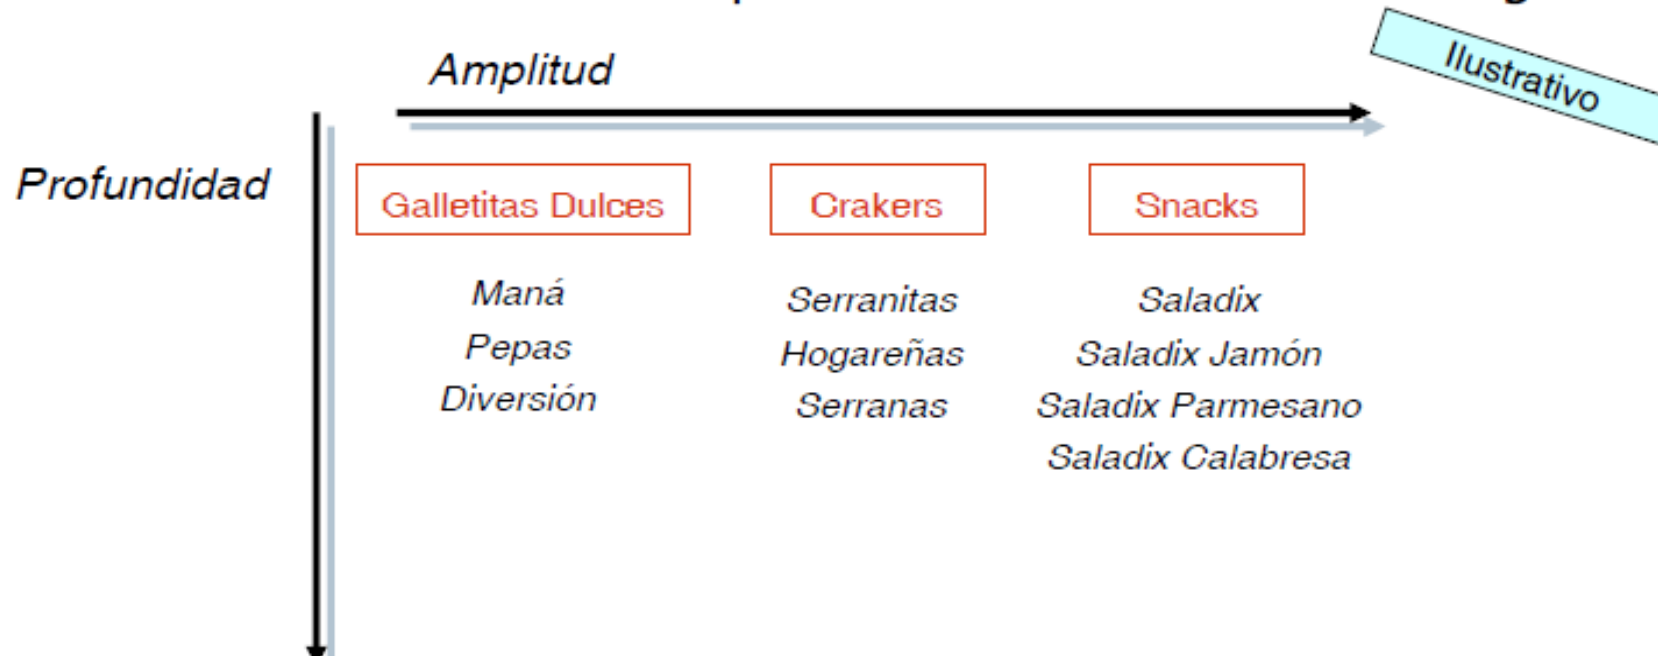 Amplitud
Ilustrativo
Profundidad
Galletitas Dulces
Crakers
Snacks
Maná
Pepas
Diversión
Serranitas
Hogareñas
Serranas
Saladix
Saladix Jamón
Saladix Parmesano
Saladix Calabresa